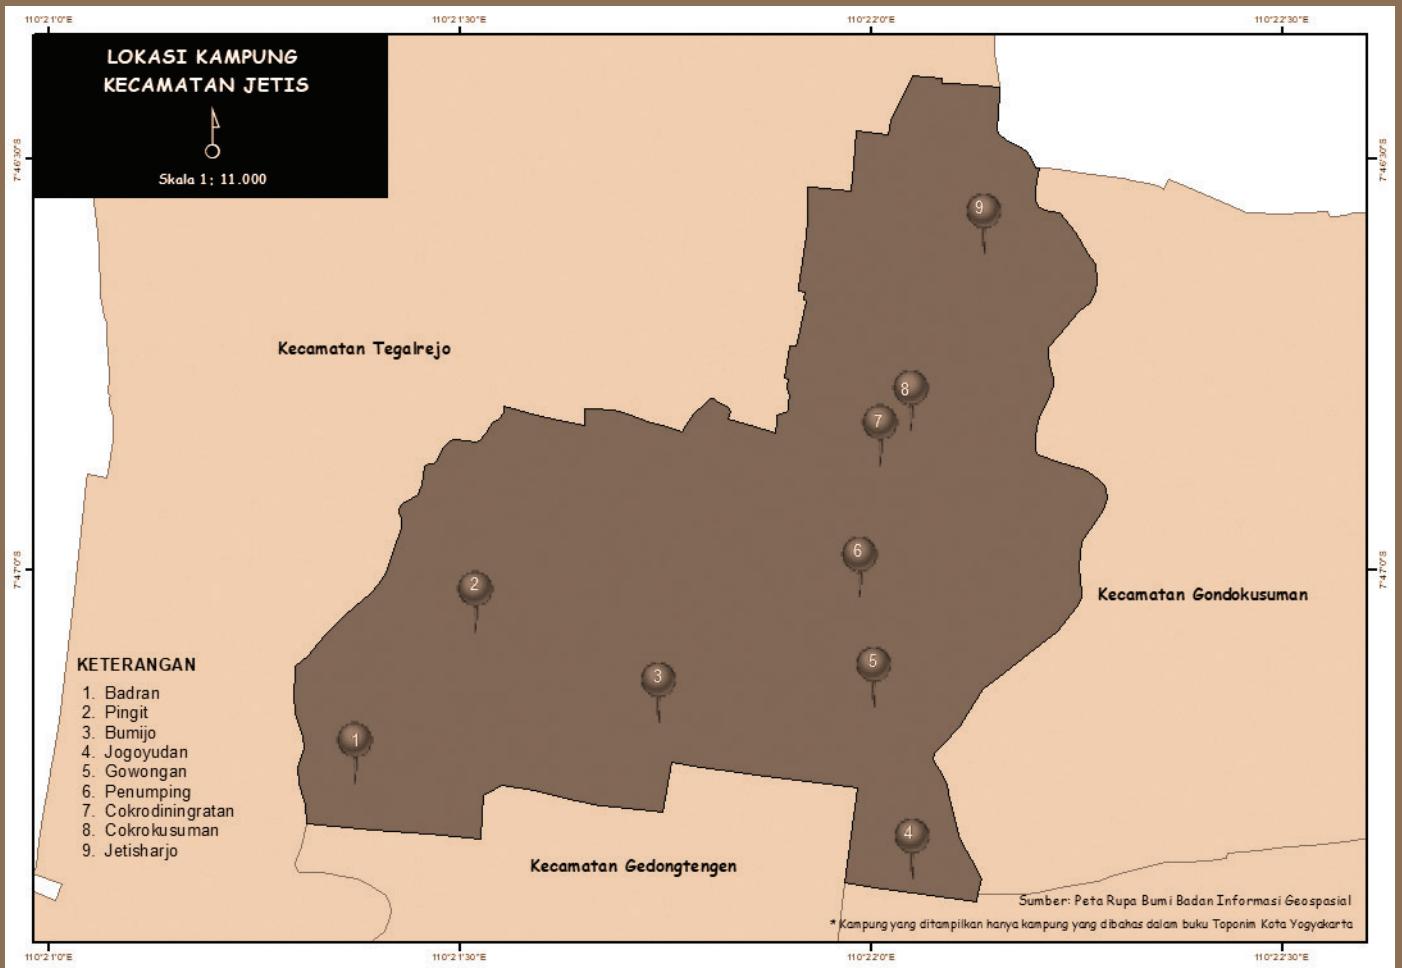 110°21'0"E 110°21'30"E 110°22'0"E 110°22'30"E
LOKASI KAMPUNG
KECAMATAN JETIS
Skala 1: 11.000
7°46'30"S 7°46'30"S
9
Kecamatan Tegalrejo
8
7
6
7°47'0"S 7°47'0"S
2
Kecamatan Gondokusuman
5
3
1
KETERANGAN
1. Badran
2. Pingit
3. Bumijo
4. Jogoyudan
5. Gowongan
6. Penumping
7. Cokrodiningratan
8. Cokrokusuman
9. Jetisharjo
4
Kecamatan Gedongtengen
Sumber: Peta Rupa Bumi Badan Informasi Geospasial
* Kampung yang ditampilkan hanya kampung yang dibahas dalam buku Toponim Kota Yogyakarta
110°21'0"E 110°21'30"E 110°22'0"E 110°22'30"E